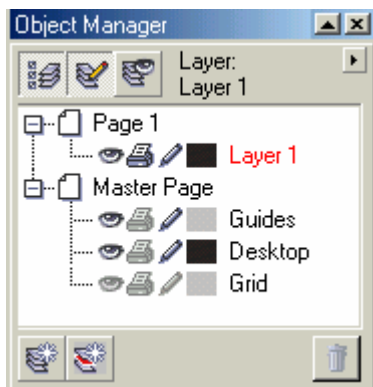 Object Manager
Layer:
Layer 1
Page 1
Layer 1
Master Page
Guides
Desktop
Grid